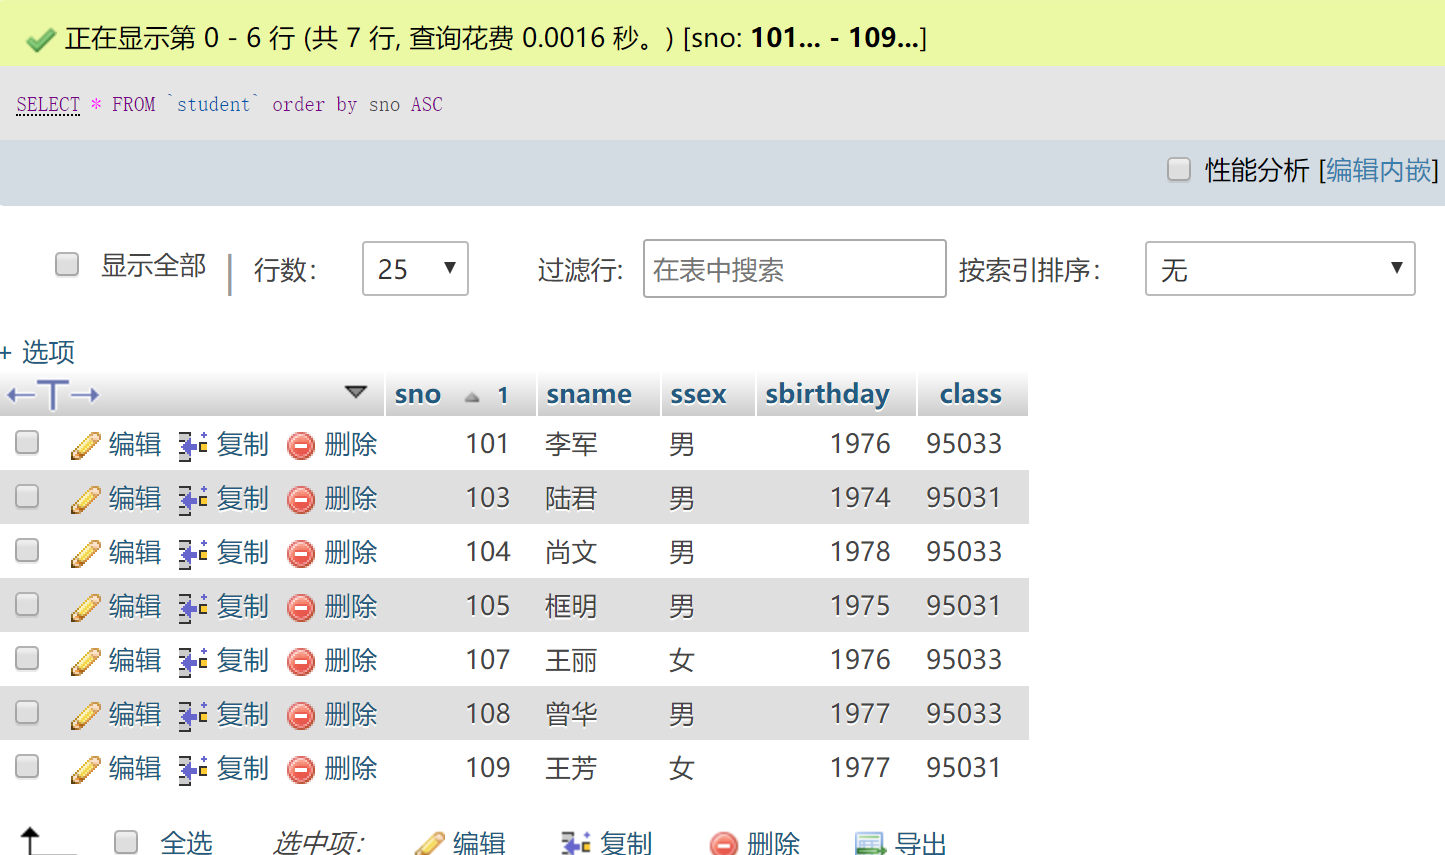 正在显示第 0 - 6 行 (共 7 行, 查询花费 0.0016 秒。) [sno: 101... - 109...]
SELECT * FROM `student` order by sno ASC
性能分析 [编辑内嵌]
显示全部 | 行数： 25 过滤行: 在表中搜索 按索引排序： 无
+ 选项
←T→ sno 1 sname ssex sbirthday class
编辑 复制 删除 101 李军 男 1976 95033
编辑 复制 删除 103 陆君 男 1974 95031
编辑 复制 删除 104 尚文 男 1978 95033
编辑 复制 删除 105 框明 男 1975 95031
编辑 复制 删除 107 王丽 女 1976 95033
编辑 复制 删除 108 曾华 男 1977 95033
编辑 复制 删除 109 王芳 女 1977 95031
全选 选中项： 编辑 复制 删除 导出